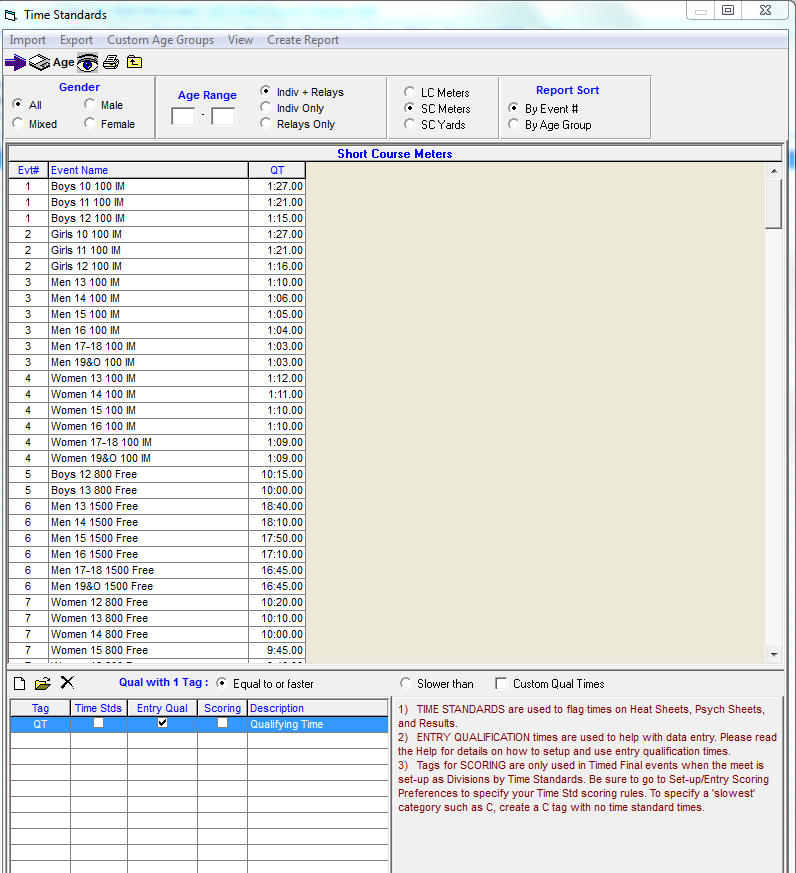 Time Standards
Import Export Custom Age Groups View Create Report
Age
Gender
All Male
Mixed Female
Age Range
-
Indiv + Relays
Indiv Only
Relays Only
LC Meters
SC Meters
SC Yards
Report Sort
By Event #
By Age Group
Short Course Meters
Evt# Event Name QT
1 Boys 10 100 IM 1:27.00
1 Boys 11 100 IM 1:21.00
1 Boys 12 100 IM 1:15.00
2 Girls 10 100 IM 1:27.00
2 Girls 11 100 IM 1:21.00
2 Girls 12 100 IM 1:16.00
3 Men 13 100 IM 1:10.00
3 Men 14 100 IM 1:06.00
3 Men 15 100 IM 1:05.00
3 Men 16 100 IM 1:04.00
3 Men 17-18 100 IM 1:03.00
3 Men 19&O 100 IM 1:03.00
4 Women 13 100 IM 1:12.00
4 Women 14 100 IM 1:11.00
4 Women 15 100 IM 1:10.00
4 Women 16 100 IM 1:10.00
4 Women 17-18 100 IM 1:09.00
4 Women 19&O 100 IM 1:09.00
5 Boys 12 800 Free 10:15.00
5 Boys 13 800 Free 10:00.00
6 Men 13 1500 Free 18:40.00
6 Men 14 1500 Free 18:10.00
6 Men 15 1500 Free 17:50.00
6 Men 16 1500 Free 17:10.00
6 Men 17-18 1500 Free 16:45.00
6 Men 19&O 1500 Free 16:45.00
7 Women 12 800 Free 10:20.00
7 Women 13 800 Free 10:10.00
7 Women 14 800 Free 10:00.00
7 Women 15 800 Free 9:45.00
Qual with 1 Tag : Equal to or faster Slower than Custom Qual Times
Tag Time Stds Entry Qual Scoring Description
QT Qualifying Time
1) TIME STANDARDS are used to flag times on Heat Sheets, Psych Sheets,
and Results.
2) ENTRY QUALIFICATION times are used to help with data entry. Please read
the Help for details on how to setup and use entry qualification times.
3) Tags for SCORING are only used in Timed Final events when the meet is
set-up as Divisions by Time Standards. Be sure to go to Set-up/Entry Scoring
Preferences to specify your Time Std scoring rules. To specify a 'slowest'
category such as C, create a C tag with no time standard times.